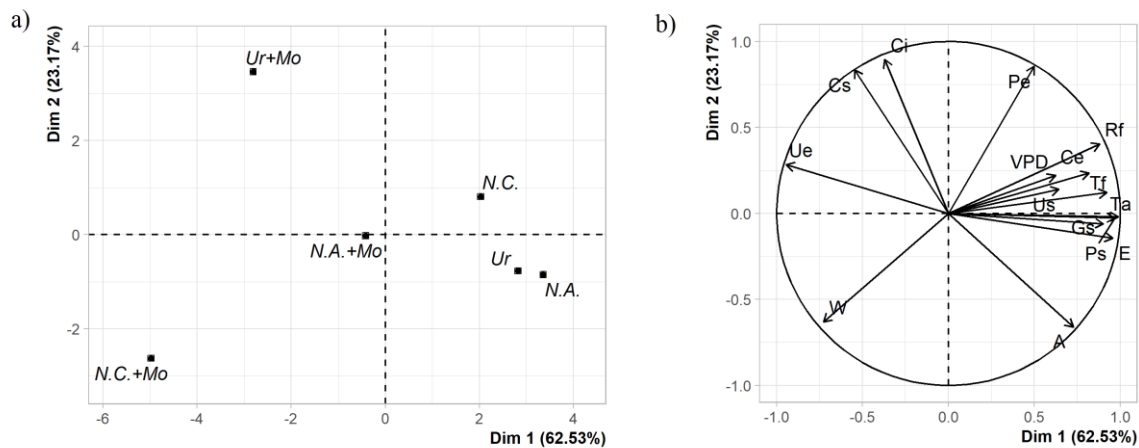 a)
Dim 2 (23.17%)
4
2
0
-2
Ur+Mo
N.C.
N.A.+Mo
Ur
N.A.
N.C.+Mo
-6
-4
-2
0
2
4
Dim 1 (62.53%)
b)
Dim 2 (23.17%)
1.0
0.5
0.0
-0.5
-1.0
Ci
Cs
Pe
Rf
Ue
VPD
Ce
Tf
Us
Ta
Gs
Ps
E
W
A
-1.0
-0.5
0.0
0.5
1.0
Dim 1 (62.53%)